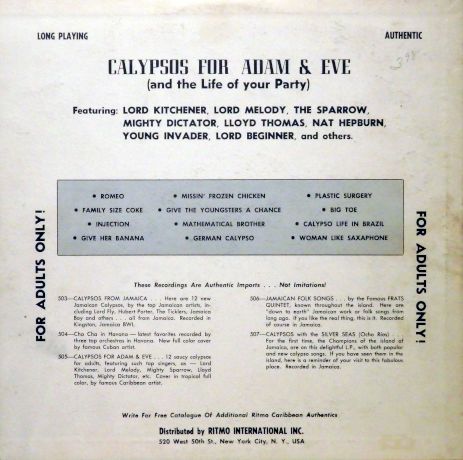 LONG PLAYING
AUTHENTIC
398
CALYPSOS FOR ADAM & EVE
(and the Life of your Party)
Featuring: LORD KITCHENER, LORD MELODY, THE SPARROW,
MIGHTY DICTATOR, LLOYD THOMAS, NAT HEPBURN,
YOUNG INVADER, LORD BEGINNER, and others.
FOR ADULTS ONLY!
• ROMEO
• MISSIN' FROZEN CHICKEN
• PLASTIC SURGERY
• FAMILY SIZE COKE
• GIVE THE YOUNGSTERS A CHANCE
• BIG TOE
• INJECTION
• MATHEMATICAL BROTHER
• CALYPSO LIFE IN BRAZIL
• GIVE HER BANANA
• GERMAN CALYPSO
• WOMAN LIKE SAXAPHONE
FOR ADULTS ONLY!
These Recordings Are Authentic Imports . . . Not Imitations!
503—CALYPSOS FROM JAMAICA . . . Here are 12 new
Jamaican Calypsos, by the top Jamaican artists, in-
cluding Lord Fly, Hubert Porter, The Ticklers, Jamaica
Boy and others . . . all from Jamaica. Recorded in
Kingston, Jamaica BWI.
504—Cha Cha in Havana — latest favorites recorded by
three top orchestras in Havana. New full color cover
by famous Cuban artist.
505—CALYPSOS FOR ADAM & EVE . . . 12 saucy calypsos
for adults, featuring such top singers, as — Lord
Kitchener, Lord Melody, Mighty Sparrow, Lloyd
Thomas, Mighty Dictator, etc. Cover in tropical full
color, by famous Caribbean artist.
506—JAMAICAN FOLK SONGS . . . by the famous FRATS
QUINTET, known throughout the island. Here are
"down to earth" Jamaican work or folk songs from
long ago. If you like the real thing, this is it. Recorded
of course in Jamaica.
507—CALYPSOS with the SILVER SEAS (Ocho Rios)
For the first time, the Champions of the island of
Jamaica, are on this delightful L.P., with both popular
and new calypso songs. If you have seen them in the
island, here is a reminder of your visit to this fabulous
place. Recorded in Jamaica.
Write For Free Catalogue Of Additional Ritmo Caribbean Authentics
Distributed by RITMO INTERNATIONAL INC.
520 West 50th St., New York City, N. Y., USA